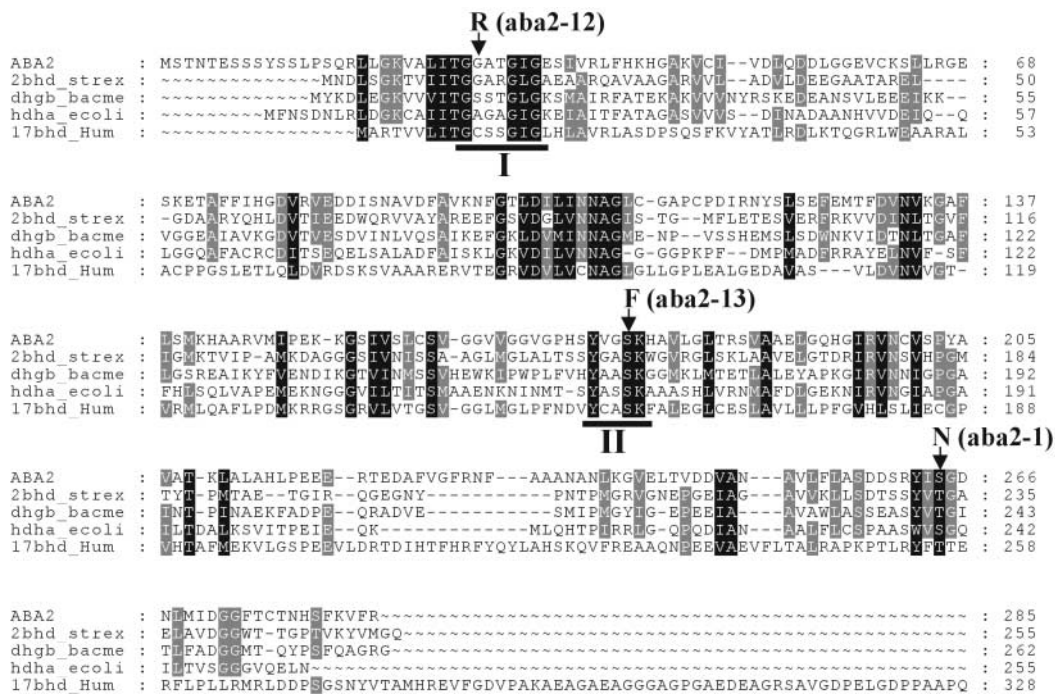 R (aba2-12)
ABA2 : MSTNTESSSYSSLPSQRLLGKVALITGGATGIGESIVRLFHKHGAKVCI--VDLQDDLGGEVCKSLLRGE : 68
2bhd_strex : ~~~~~~~~~~~~~~MNDLSGKTVIITGGARGLGAEAARQAVAAGARVVL--ADVLDEEGAATAREL---- : 50
dhgb_bacme : ~~~~~~~~~~~~MYKDLEGKVVVITGSSTGLGKSMAIRFATEKAKVVVNYRSKEDEANSVLEEEIKK-- : 55
hdha_ecoli : ~~~~~~~~~MFNSDNLRLDGKCAIITGAGAGIGKEIAITFATAGASVVV--SDINADAANHVVDEIQ--Q : 57
17bhd_Hum : ~~~~~~~~~~~~~~~~~MARTVVLITGCSSGIGLHLAVRLASDPSQSFKVYATLRDLKTQGRLWEAARAL : 53
I
ABA2 : SKETAFFIHGDVRVEDDISNAVDFAVKNFGTLDILINNAGLC-GAPCPDIRNYSLSEFEMTFDVNVKGAF : 137
2bhd_strex : -GDAARYQHLDVTIEEDWQRVVAYAREEFGSVDGLVNNAGIS-TG--MFLETESVERFRKVVDINLTGVF : 116
dhgb_bacme : VGGEAIAVKGDVTVESDVINLVQSAIKEFGKLDVMINNAGME-NP--VSSHEMSLSDWNKVIDTNLTGAF : 122
hdha_ecoli : LGGQAFACRCDITSEQELSALADFAISKLGKVDILVNNAGG-GGPKPF-DMPMADFRRAYELNVF-SF : 122
17bhd_Hum : ACPPGSLETLQLDVRDSKSVAAARERVTEGRVDVLVCNAGLGLLGPLEALGEDAVAS---VLDVNVVGT- : 119
F (aba2-13)
ABA2 : LSMKHAARVMIPEK-KGSIVSLCSV-GGVVGGVGPHSYVGSKHAVLGLTRSVAAELGQHGIRVNCVSPYA : 205
2bhd_strex : IGMKTVIP-AMKDAGGGSIVNISSA-AGLMGLALTSSYGASKWGVRGLSKLAAVELGTDRIRVNSVHPGM : 184
dhgb_bacme : LGSREAIKYFVENDIKGTVINMSSVHEWKIPWPLFVHYAASKGGMKLMTETLALEYAPKGIRVNNIGPGA : 192
hdha_ecoli : FHLSQLVAPEMEKNGGGVILTITSMAAENKNINMT-SYASSKAAASHLVRNMAFDLGEKNIRVNGIAPGA : 191
17bhd_Hum : VRMLQAFLPDMKRRGSGRVLVTGSV-GGLMGLPFNDVYCASKFALEGLCESLAVLLLPFGVHLSLIECGP : 188
II
N (aba2-1)
ABA2 : VAT-KLALAHLPEEE--RTEDAFVGFRNF-AAANANLKGVELTVDDVAN---AVLFLASDDSRYISGD : 266
2bhd_strex : TYT-PMTAE--TGIR-QGEGNY-----PNTPMGRVGNEPGEIAG---AVVKLLSDTSSYVTGA : 235
dhgb_bacme : INT-PINAEKFADPE--QRADVE-----SMIPMGYIG-EPEEIAA---VAVWLASSEASYVTGI : 243
hdha_ecoli : ILTDALKSVITPEIE--QK------MLQHTPIRRLG-QPQDIAN---AALFLCSPAASWVSGQ : 242
17bhd_Hum : VHTAFMEKVLGSPEEVLDRTDIHTFHRFYQYLAHSKQVFREAAQNPEEVAEVFLTALRAPKPTLRYFTTE : 258
ABA2 : NLMIDGGFTCTNHSFKVFR~~~~~~~~~~~~~~~~~~~~~~~~~~~~~~~~~~~~~~~~~~~~~~~~~~~ : 285
2bhd_strex : ELAVDGGWT-TGPTVKYVMGQ~~~~~~~~~~~~~~~~~~~~~~~~~~~~~~~~~~~~~~~~~~~~~~~~~ : 255
dhgb_bacme : TLFADGGMT-QYPSFQAGRG~~~~~~~~~~~~~~~~~~~~~~~~~~~~~~~~~~~~~~~~~~~~~~~~~~ : 262
hdha_ecoli : ILTVSGGGVQELN~~~~~~~~~~~~~~~~~~~~~~~~~~~~~~~~~~~~~~~~~~~~~~~~~~~~~~~~~ : 255
17bhd_Hum : RFLPLLRMRLDDPSGSNYVTAMHREVFGDVPAKAEAGAEAGGGAGPGAEDEAGRSAVGDPELGDPPAAPQ : 328